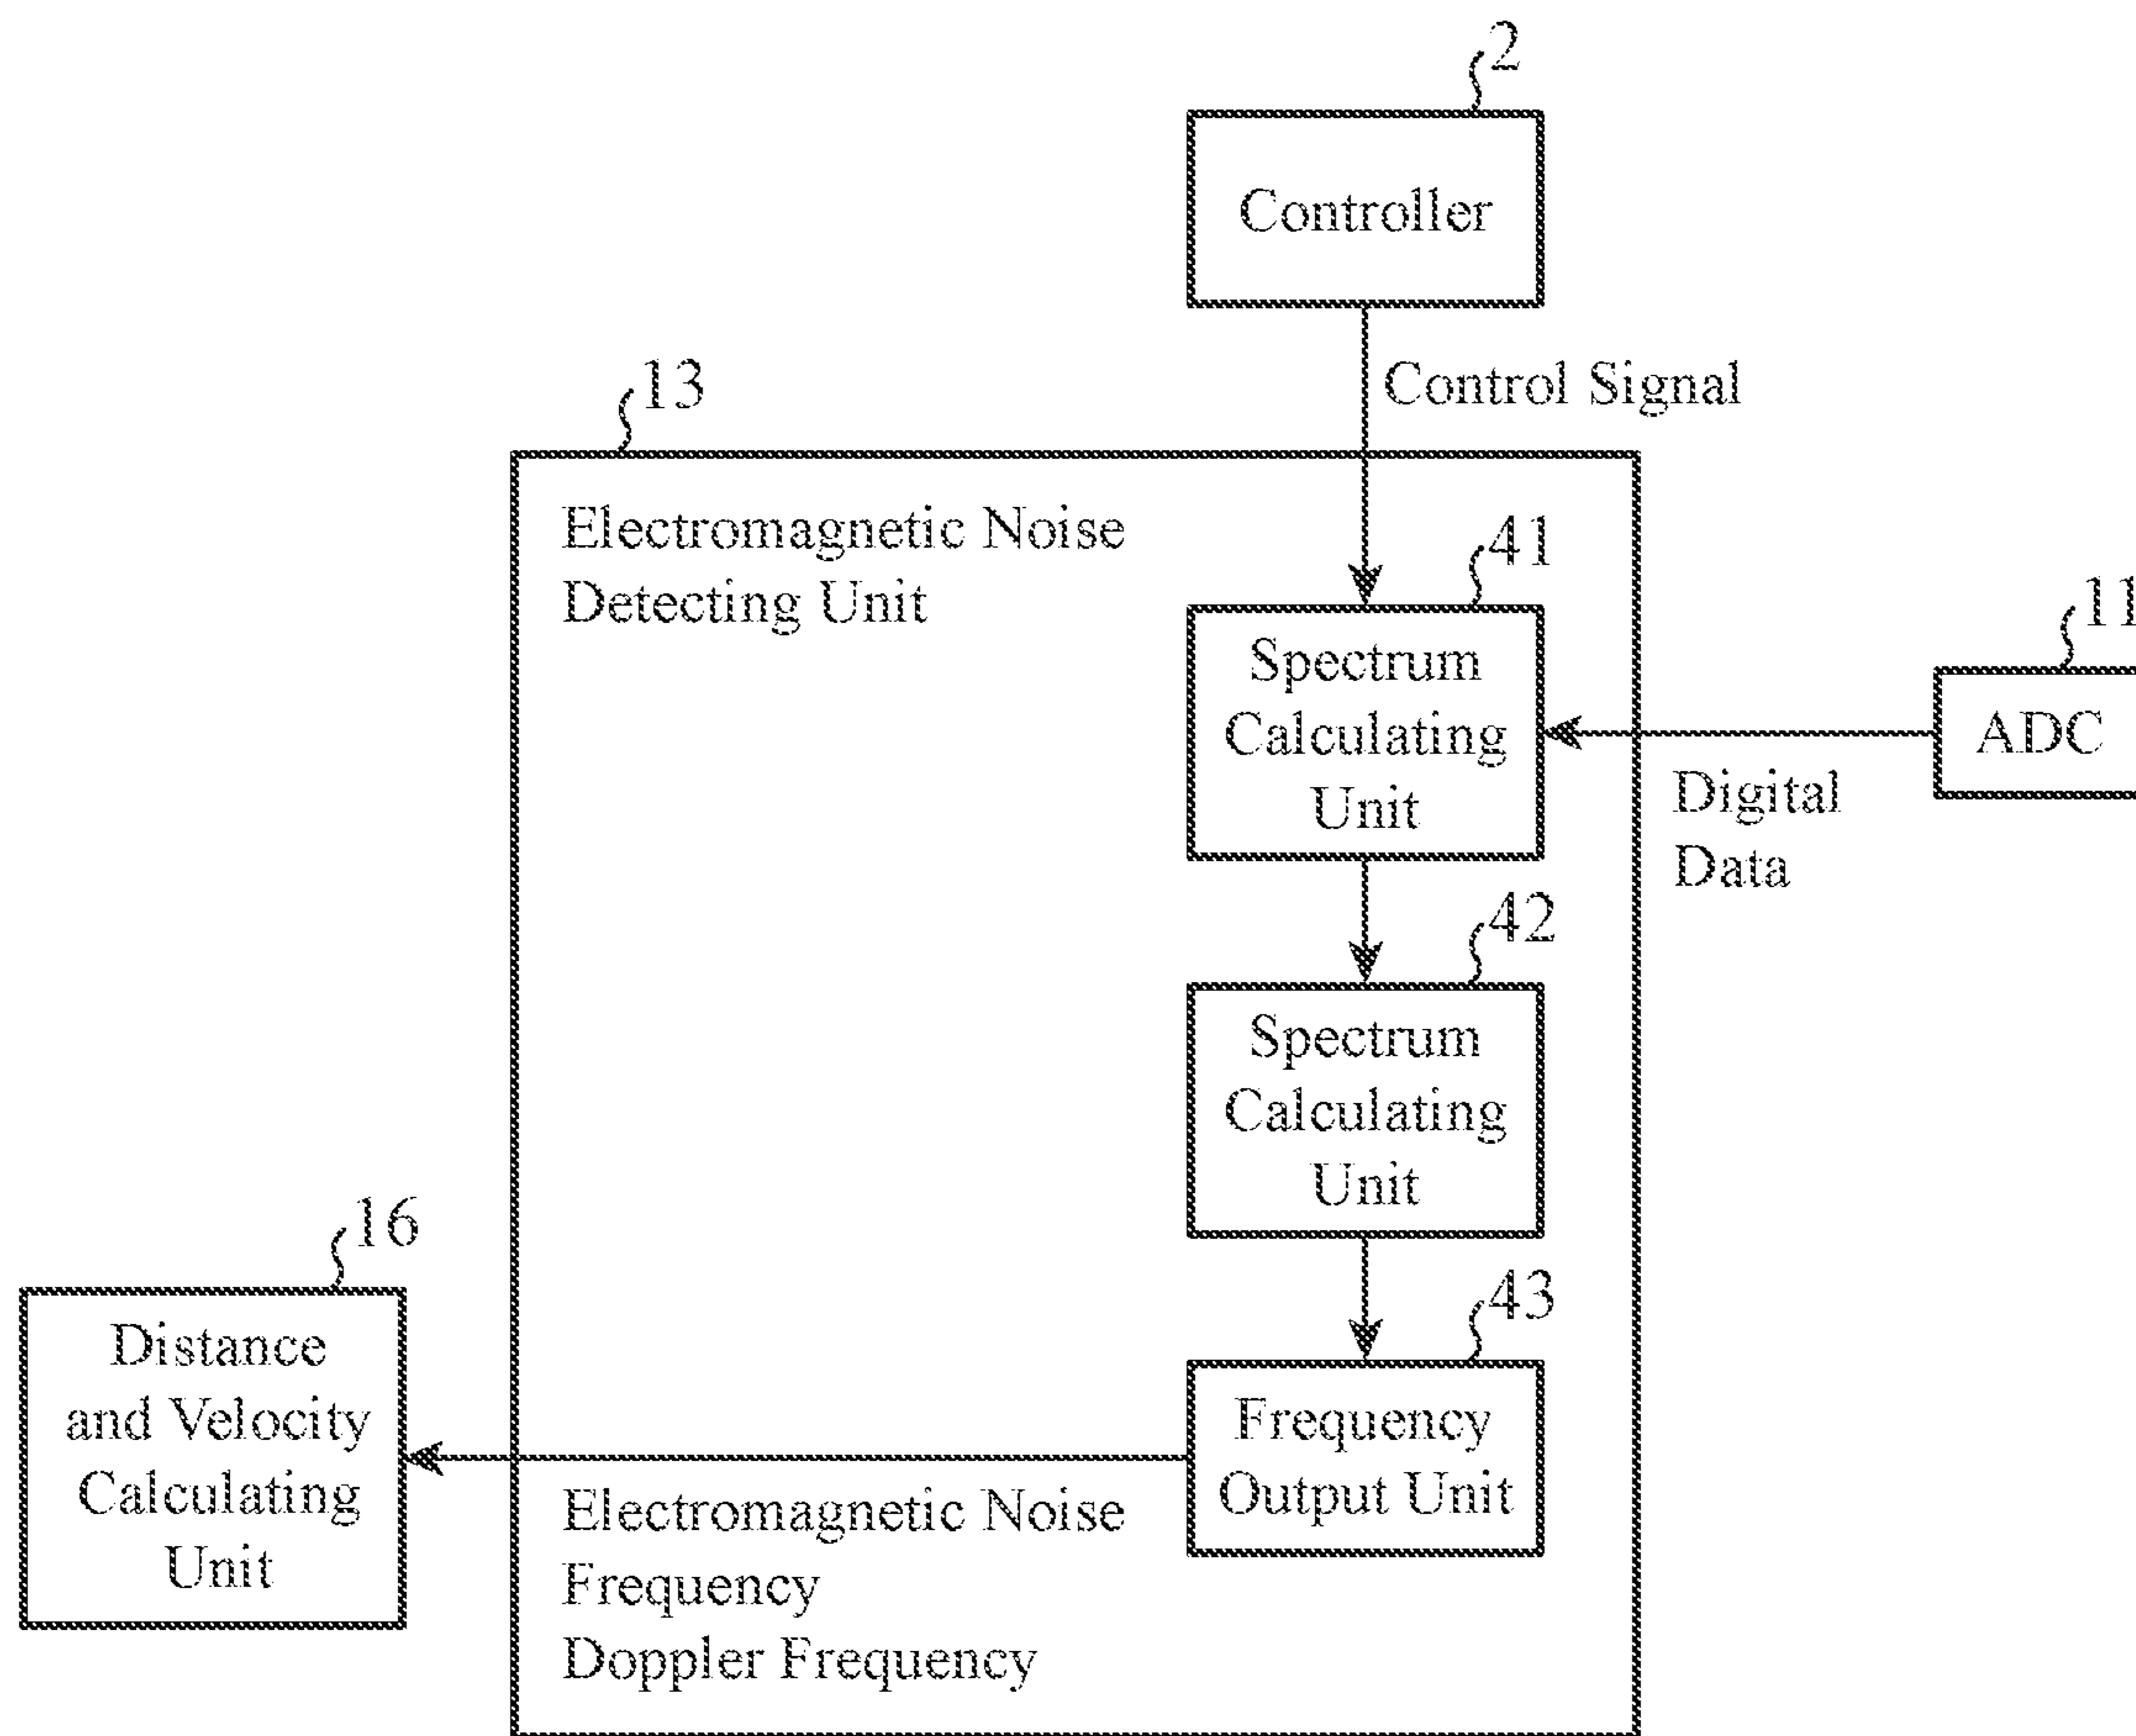 2
Controller
Control Signal
13
Electromagnetic Noise
Detecting Unit
41
Spectrum
Calculating
Unit
11
ADC
Digital
Data
42
Spectrum
Calculating
Unit
43
Frequency
Output Unit
16
Distance
and Velocity
Calculating
Unit
Electromagnetic Noise
Frequency
Doppler Frequency